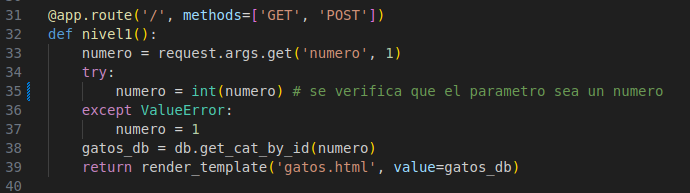 31 @app.route('/', methods=['GET', 'POST'])
32 def nivel1():
33     numero = request.args.get('numero', 1)
34     try:
35         numero = int(numero) # se verifica que el parametro sea un numero
36     except ValueError:
37         numero = 1
38     gatos_db = db.get_cat_by_id(numero)
39     return render_template('gatos.html', value=gatos_db)
40